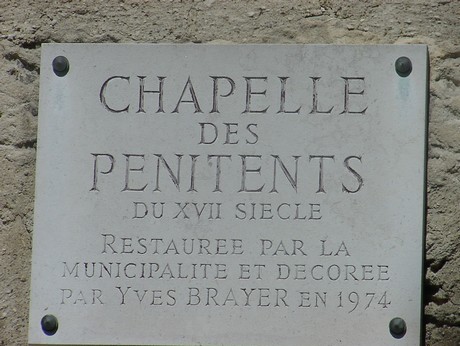 CHAPELLE
DES
PENITENTS
DU XVII SIECLE
RESTAUREE PAR LA
MUNICIPALITE ET DECOREE
PAR YVES BRAYER EN 1974